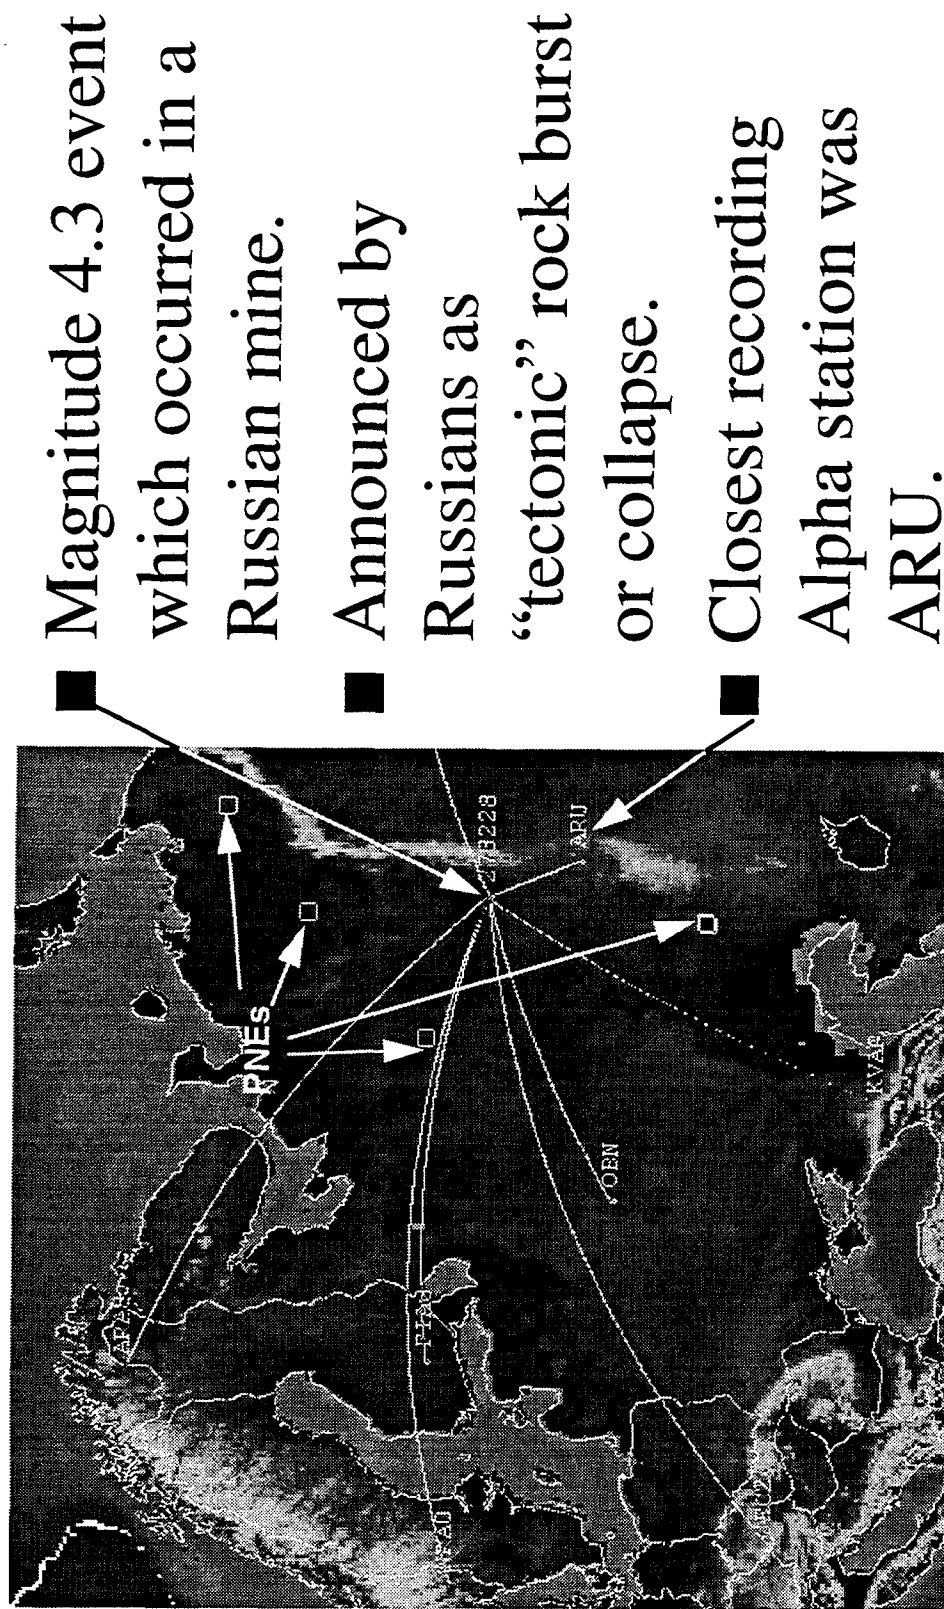 ■ Magnitude 4.3 event
which occurred in a
Russian mine.
■ Announced by
Russians as
“tectonic” rock burst
or collapse.
■ Closest recording
Alpha station was
ARU.
PNEs
ARU
OBN